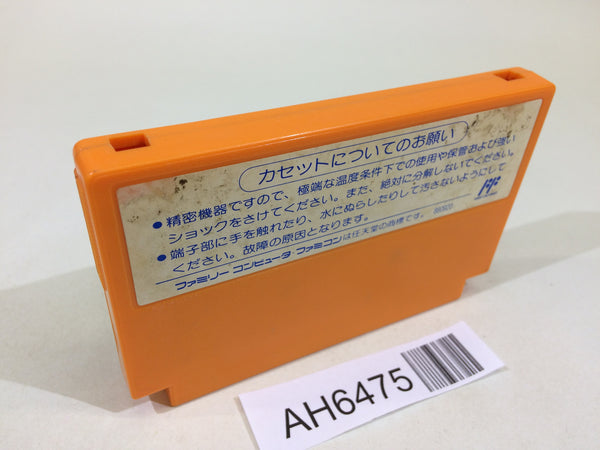 カセットについてのお願い
●精密機器ですので、極端な温度条件下での使用や保管および強い
ショックをさけてください。また、絶対に分解しないでください。
●端子部に手を触れたり、水にぬらしたりして汚さないようにして
ください。故障の原因となります。
ファミリーコンピュータ・ファミコンは任天堂の商標です。
AH6475